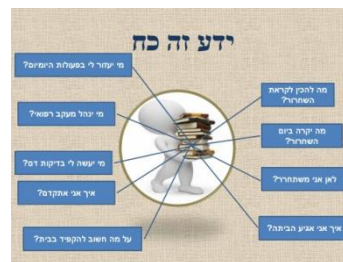 ידע זה כח
מה להכין לקראת
השחרור?
מה יקרה ביום
השחרור?
לאן אני משתחרר?
איך אני אגיע הביתה?
מי יעזור לי בפעולות היומיום?
מי ינהל מעקב רפואי?
מי יעשה לי בדיקות דם?
איך אני אתקדם?
על מה חשוב להקפיד בבית?